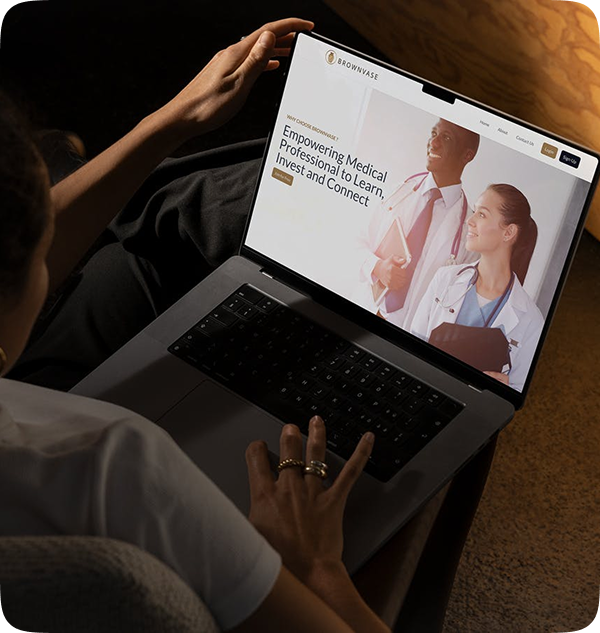 BROWNVASE
Home
About
Contact Us
Login
Sign Up
WHY CHOOSE BROWNVASE ?
Empowering Medical
Professional to Learn,
Invest and Connect